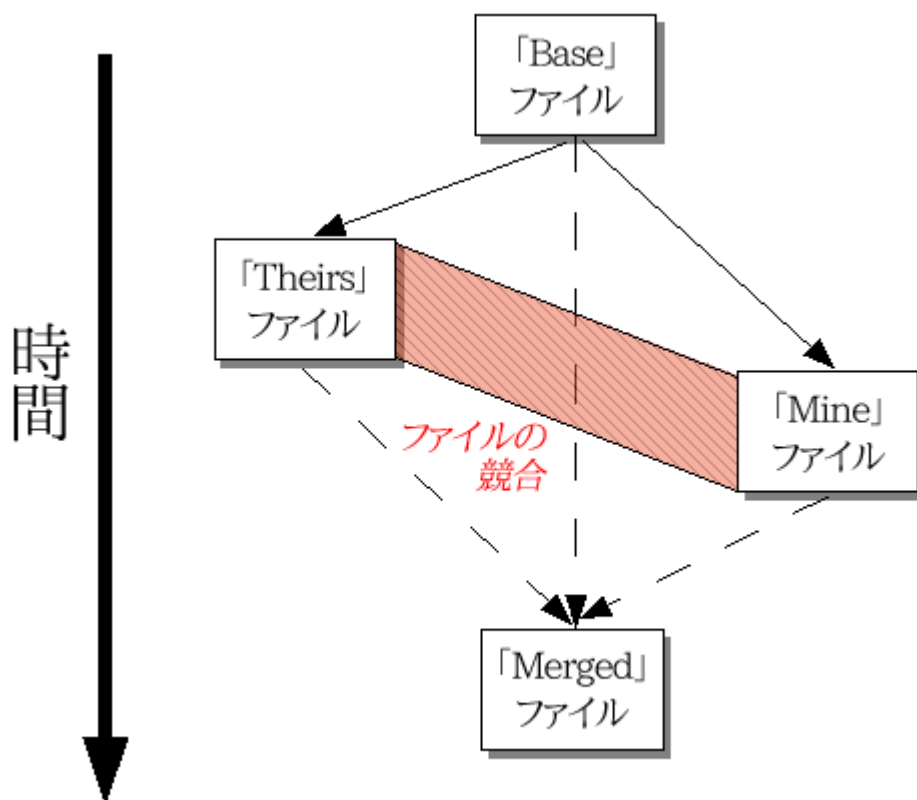 「Base」
ファイル
「Theirs」
ファイル
時間
「Mine」
ファイル
ファイルの
競合
「Merged」
ファイル